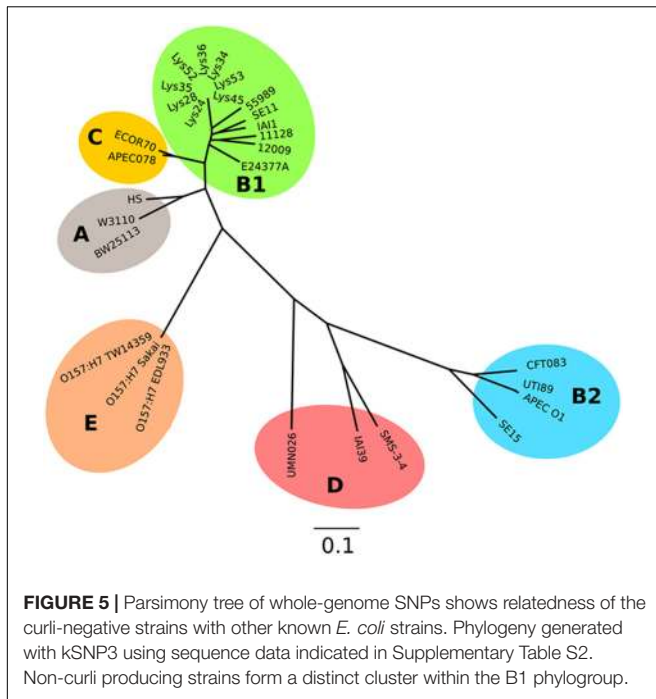 Lys36
Lys34
Lys52
Lys53
Lys35
Lys45
Lys28
Lys24
55989
SE11
IAI1
11128
12009
E24377A
B1
C
ECOR70
APEC078
HS
W3110
A
BW25113
O157:H7 TW14359
O157:H7 Sakai
O157:H7 EDL933
E
CFT083
UTI89
APEC O1
B2
SE15
SMS-3-4
IAI39
UMN026
D
0.1
FIGURE 5 | Parsimony tree of whole-genome SNPs shows relatedness of the
curli-negative strains with other known E. coli strains. Phylogeny generated
with kSNP3 using sequence data indicated in Supplementary Table S2.
Non-curli producing strains form a distinct cluster within the B1 phylogroup.